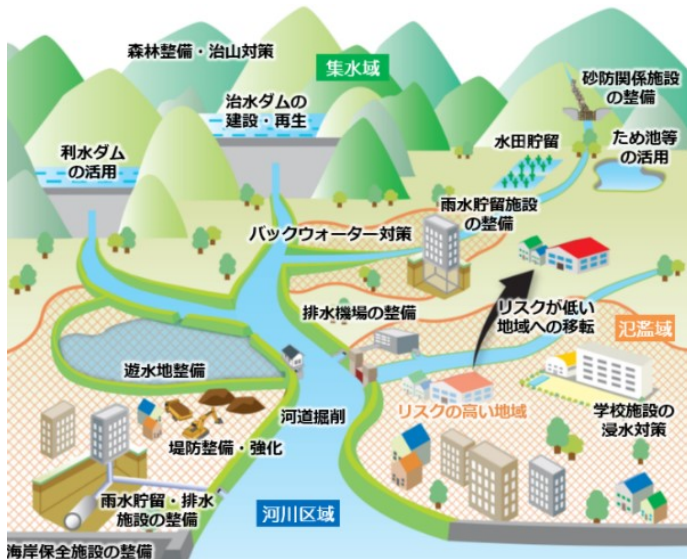 森林整備・治山対策
集水域
砂防関係施設
の整備
治水ダムの
建設・再生
水田貯留
ため池等
の活用
利水ダム
の活用
雨水貯留施設
の整備
バックウォーター対策
排水機場の整備
リスクが低い
地域への移転
氾濫域
遊水地整備
リスクの高い地域
学校施設の
浸水対策
河道掘削
堤防整備・強化
雨水貯留・排水
施設の整備
河川区域
海岸保全施設の整備